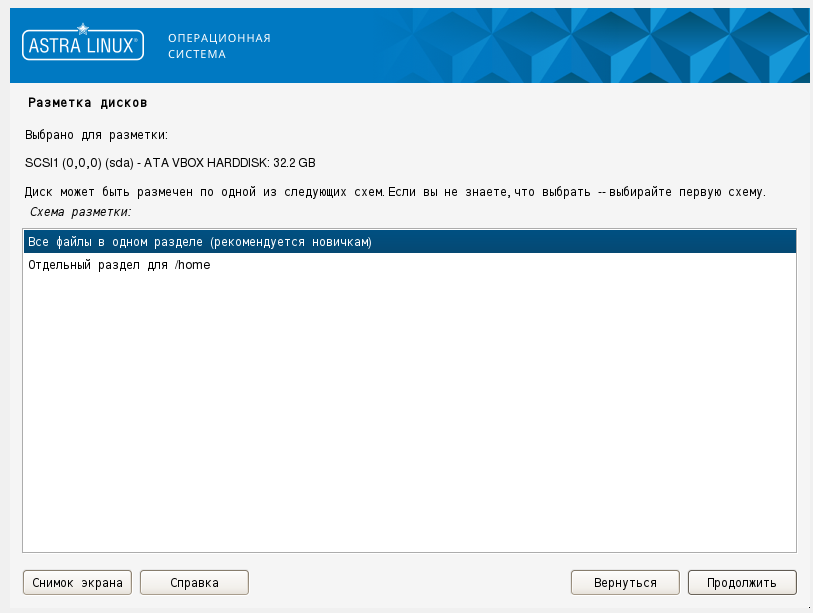 ASTRA LINUX®
ОПЕРАЦИОННАЯ
СИСТЕМА
Разметка дисков
Выбрано для разметки:
SCSI1 (0,0,0) (sda) - ATA VBOX HARDDISK: 32.2 GB
Диск может быть размечен по одной из следующих схем. Если вы не знаете, что выбрать -- выбирайте первую схему.
Схема разметки:
Все файлы в одном разделе (рекомендуется новичкам)
Отдельный раздел для /home
Снимок экрана
Справка
Вернуться
Продолжить